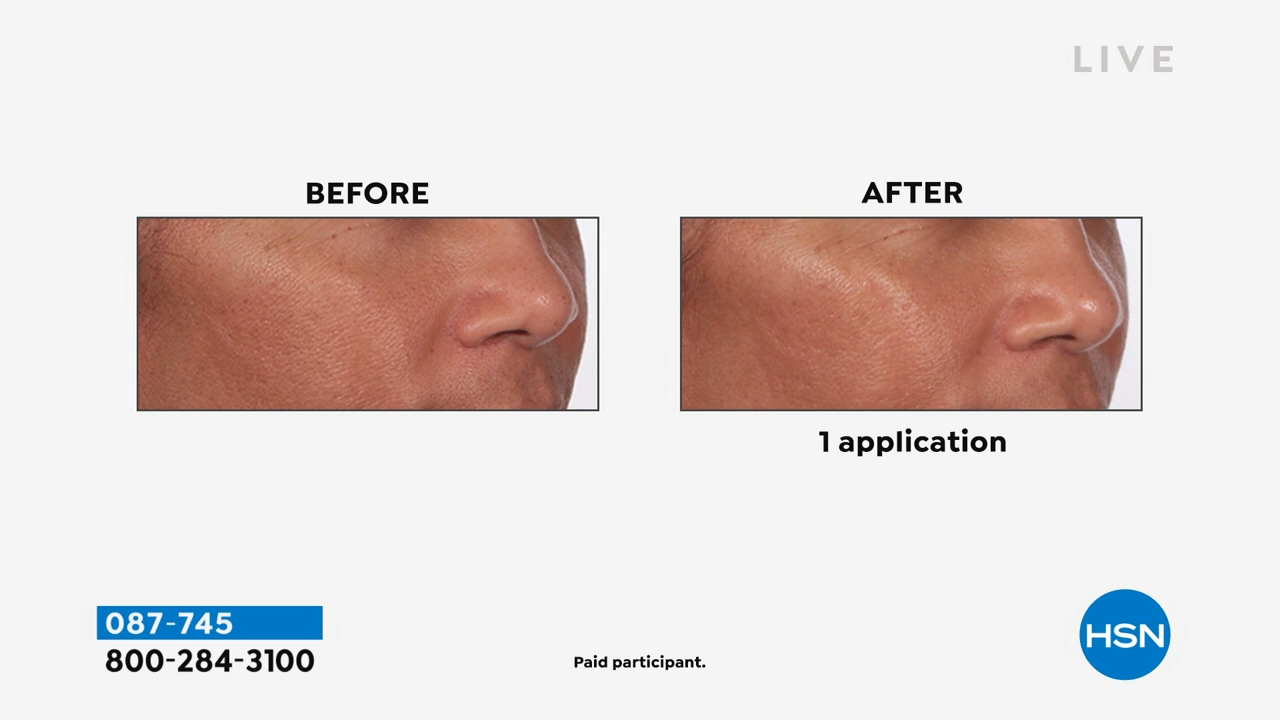 LIVE
BEFORE
AFTER
1 application
087-745
800-284-3100
Paid participant.
HSN